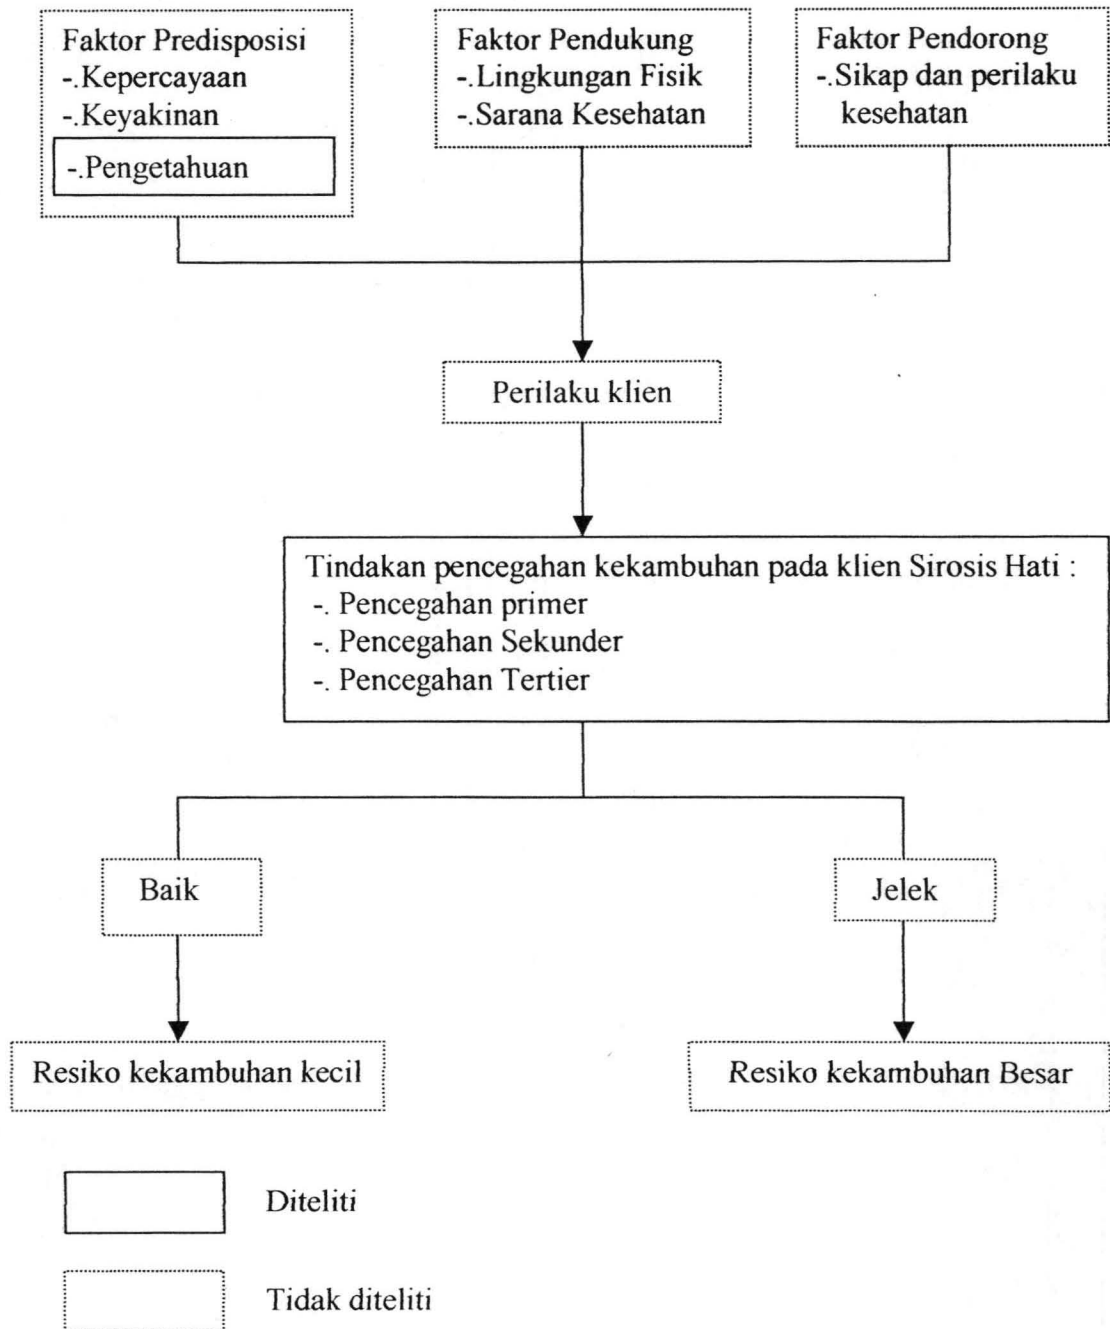 Faktor Predisposisi
-.Kepercayaan
-.Keyakinan
-.Pengetahuan
Faktor Pendukung
-.Lingkungan Fisik
-.Sarana Kesehatan
Faktor Pendorong
-.Sikap dan perilaku
kesehatan
Perilaku klien
Tindakan pencegahan kekambuhan pada klien Sirosis Hati :
-. Pencegahan primer
-. Pencegahan Sekunder
-. Pencegahan Tertier
Baik
Jelek
Resiko kekambuhan kecil
Resiko kekambuhan Besar
Diteliti
Tidak diteliti